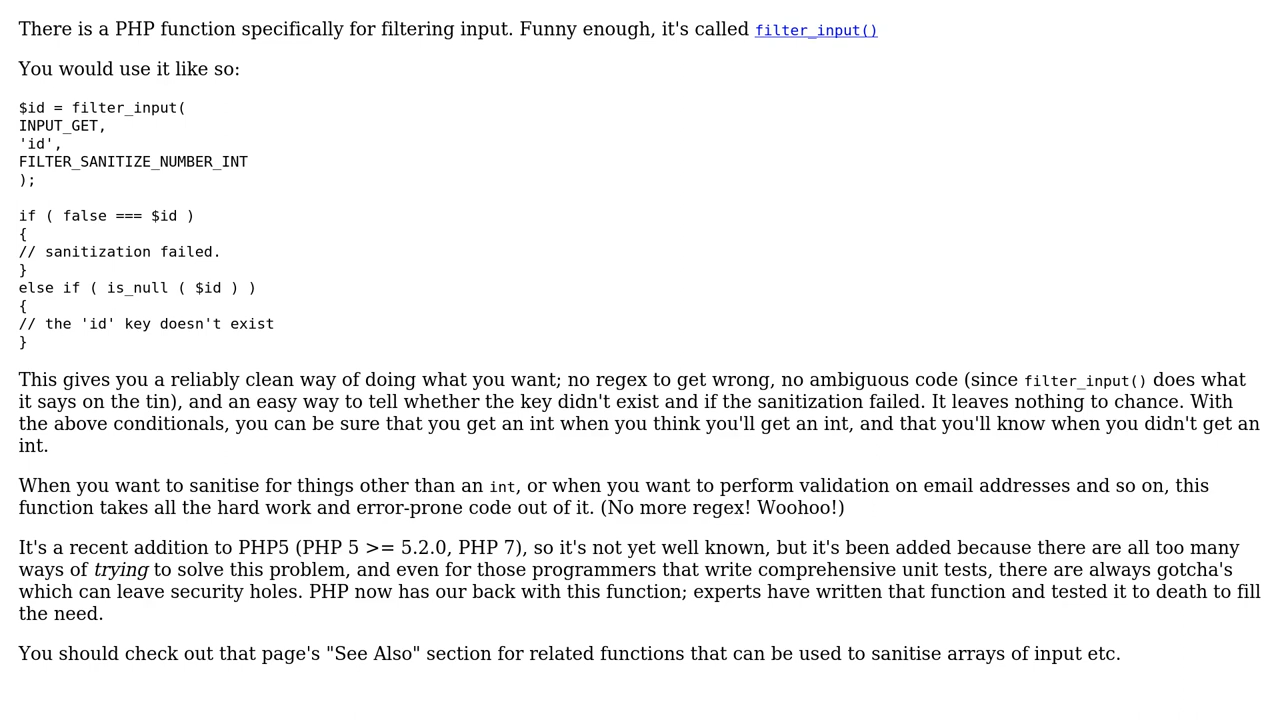 There is a PHP function specifically for filtering input. Funny enough, it's called filter_input()
You would use it like so:
$id = filter_input(
INPUT_GET,
'id',
FILTER_SANITIZE_NUMBER_INT
);
if ( false === $id )
{
// sanitization failed.
}
else if ( is_null ( $id ) )
{
// the 'id' key doesn't exist
}
This gives you a reliably clean way of doing what you want; no regex to get wrong, no ambiguous code (since filter_input() does what
it says on the tin), and an easy way to tell whether the key didn't exist and if the sanitization failed. It leaves nothing to chance. With
the above conditionals, you can be sure that you get an int when you think you'll get an int, and that you'll know when you didn't get an
int.
When you want to sanitise for things other than an int, or when you want to perform validation on email addresses and so on, this
function takes all the hard work and error-prone code out of it. (No more regex! Woohoo!)
It's a recent addition to PHP5 (PHP 5 >= 5.2.0, PHP 7), so it's not yet well known, but it's been added because there are all too many
ways of trying to solve this problem, and even for those programmers that write comprehensive unit tests, there are always gotcha's
which can leave security holes. PHP now has our back with this function; experts have written that function and tested it to death to fill
the need.
You should check out that page's "See Also" section for related functions that can be used to sanitise arrays of input etc.